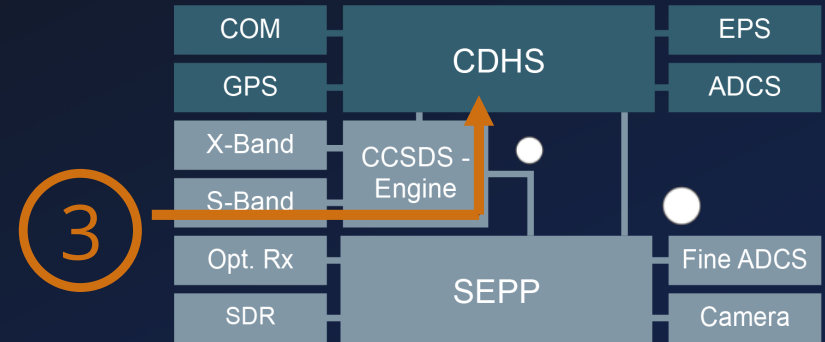 COM
CDHS
EPS
GPS
ADCS
X-Band
CCSDS -
Engine
S-Band
3
Opt. Rx
SEPP
Fine ADCS
SDR
Camera